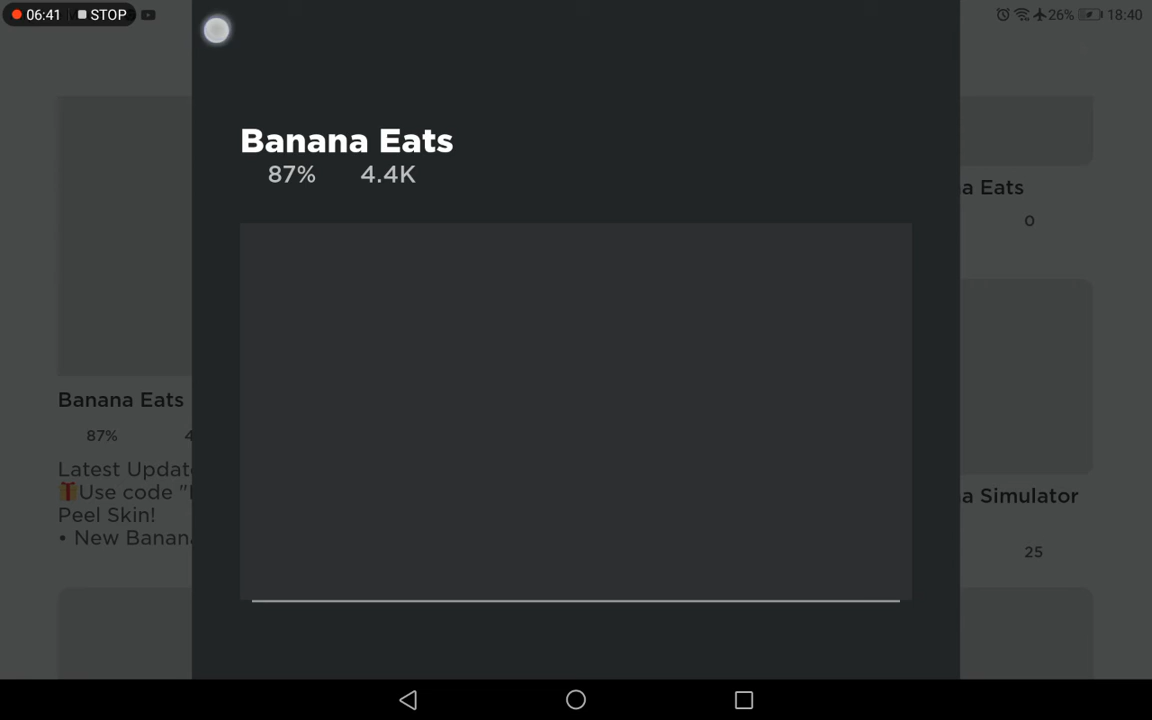 06:41 STOP
26% 18:40
Banana Eats
87% 4.4K
Banana Eats
87% 4
Latest Updat
🎁Use code "
Peel Skin!
• New Banan
a Eats
0
a Simulator
25